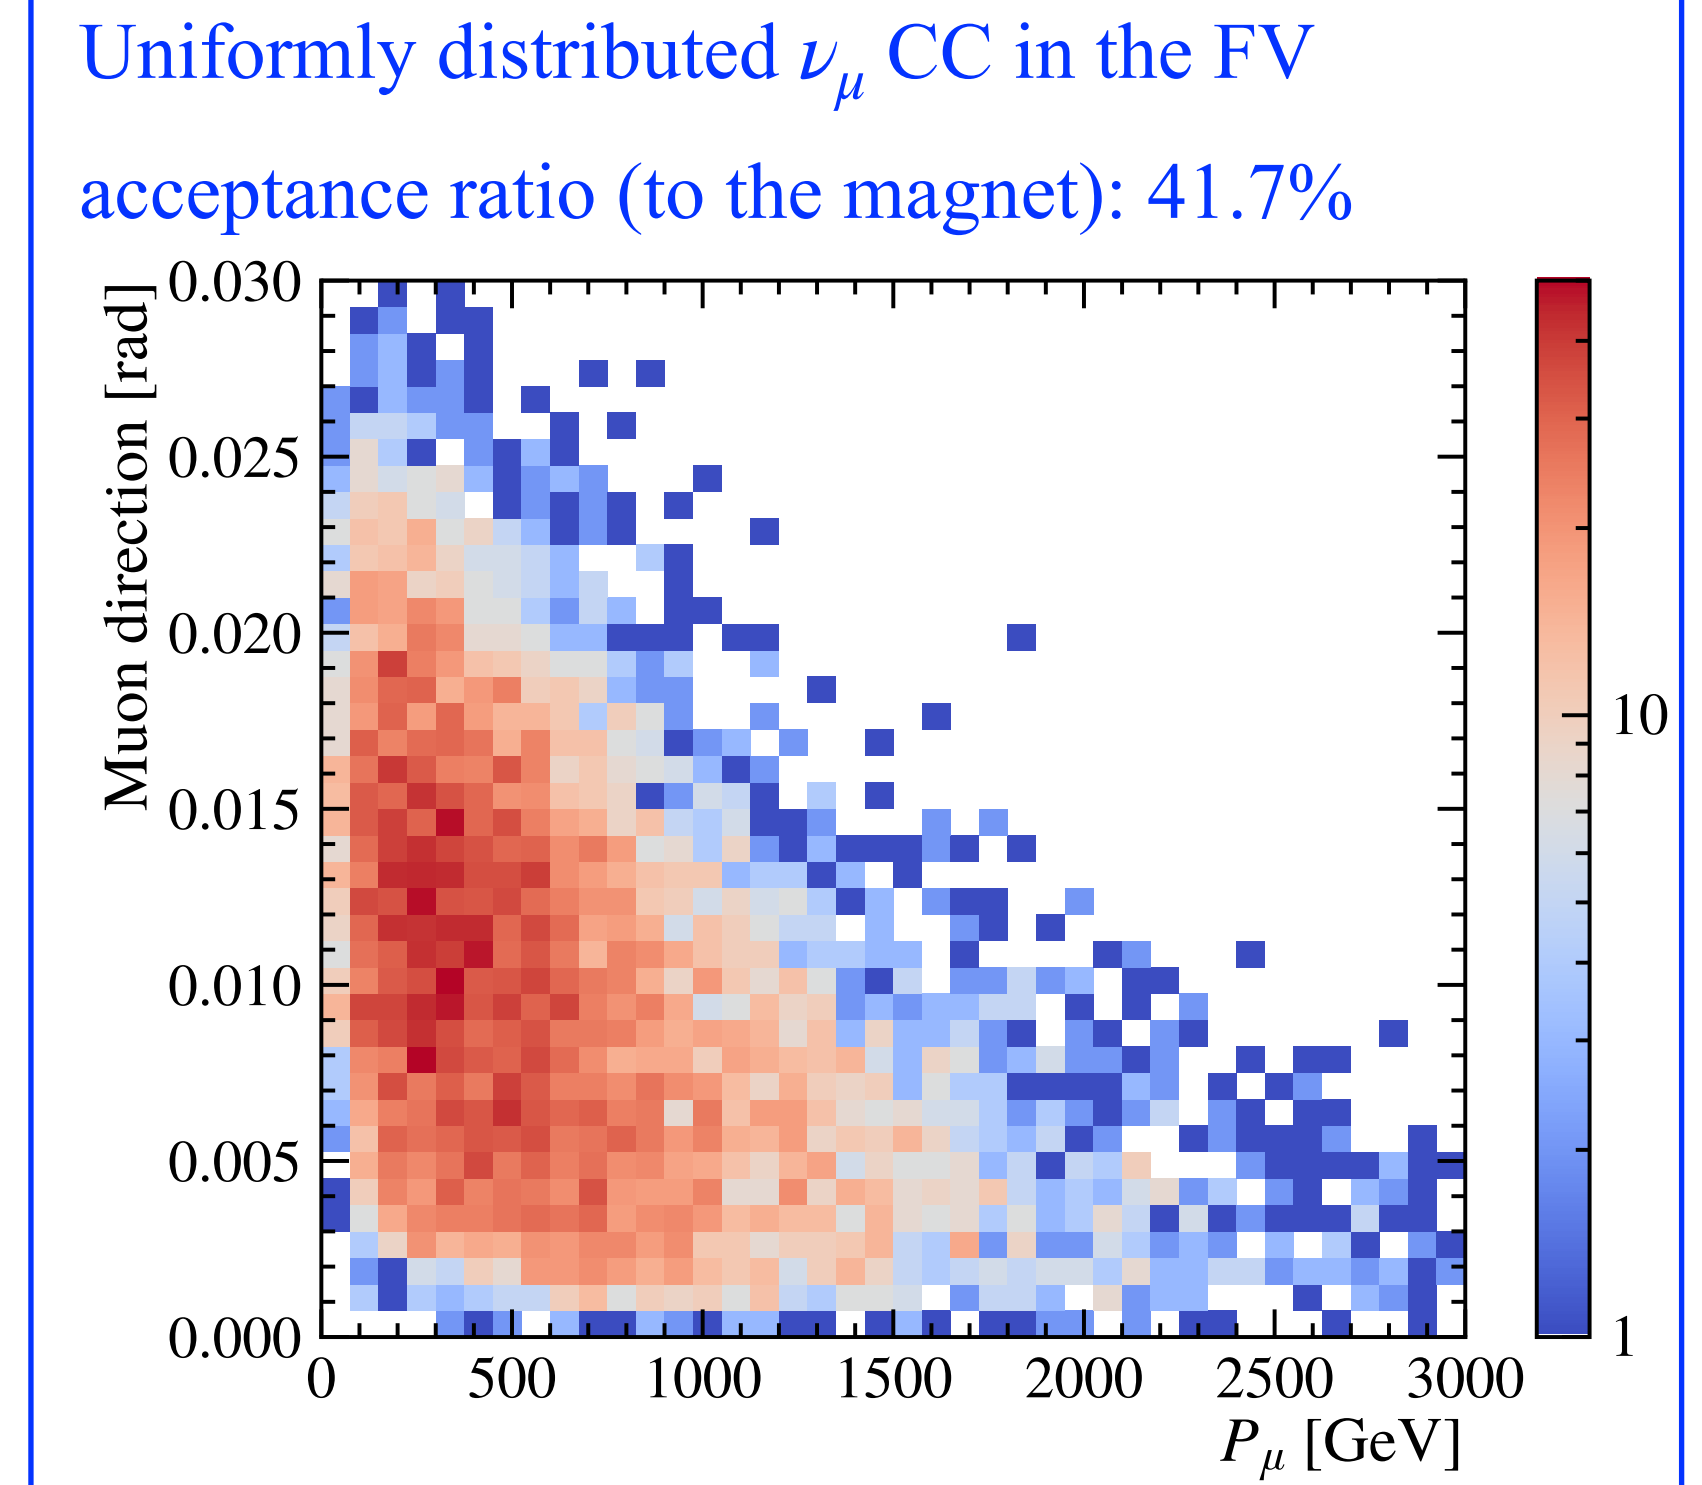 Uniformly distributed νμ CC in the FV
acceptance ratio (to the magnet): 41.7%
Muon direction [rad]
0.030
0.025
0.020
0.015
0.010
0.005
0.000
0 500 1000 1500 2000 2500 3000
Pμ [GeV]
10
1